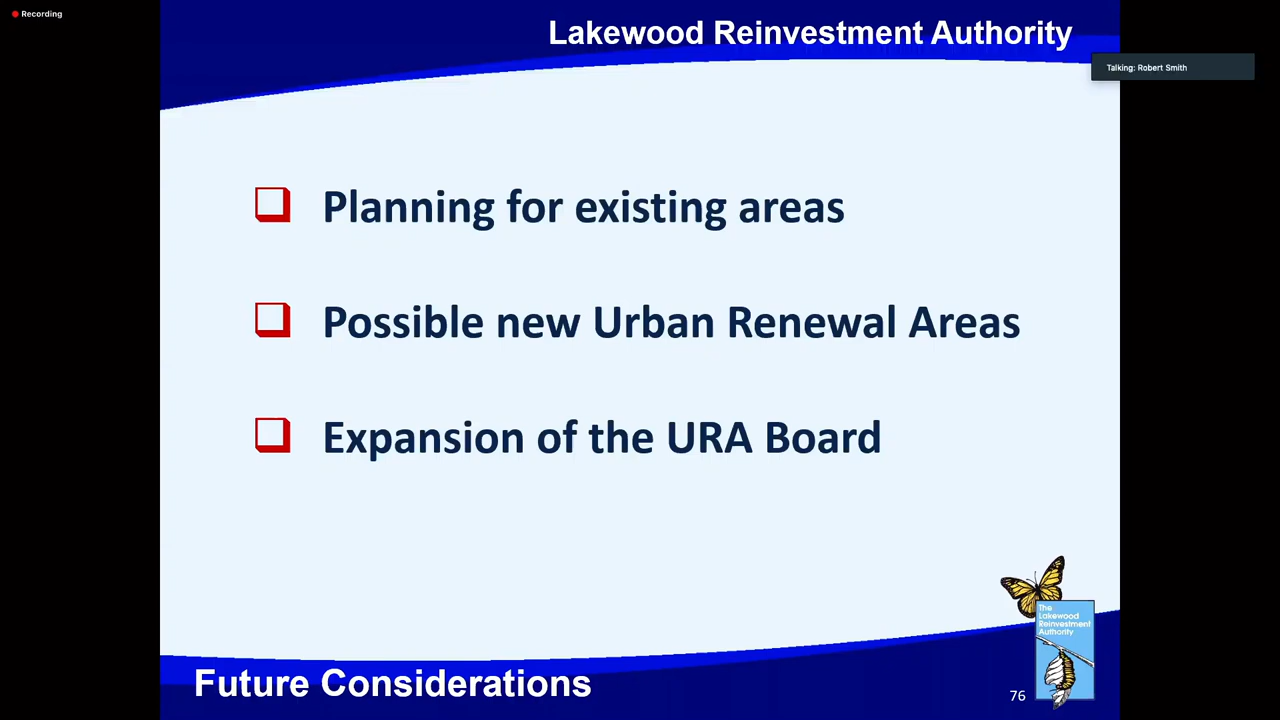 Recording
Lakewood Reinvestment Authority
Talking: Robert Smith
Planning for existing areas
Possible new Urban Renewal Areas
Expansion of the URA Board
The
Lakewood
Reinvestment
Authority
Future Considerations
76